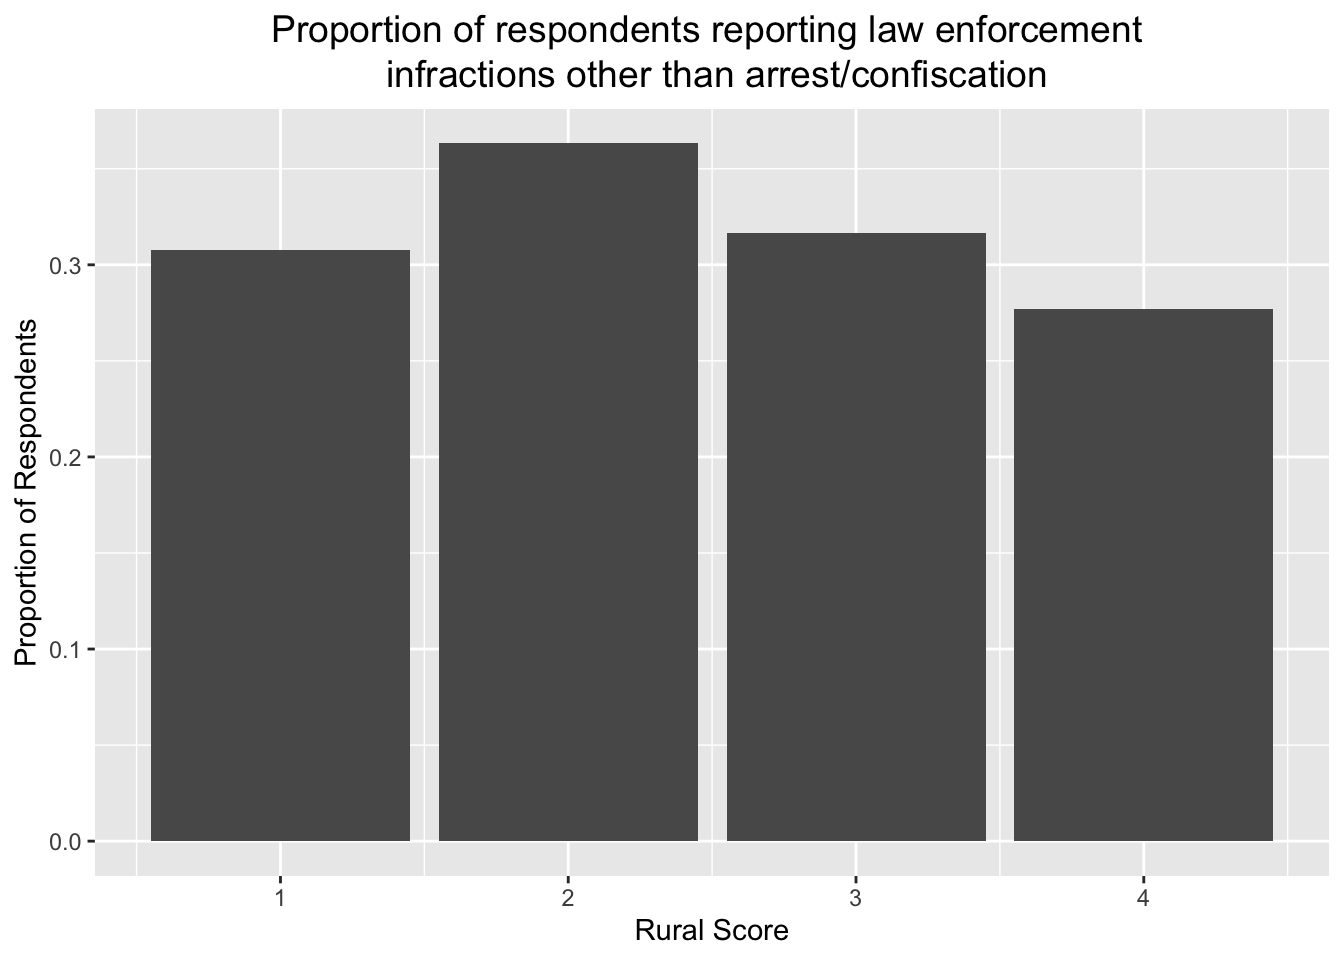 Proportion of respondents reporting law enforcement
infractions other than arrest/confiscation
Proportion of Respondents
0.3
0.2
0.1
0.0
1 2 3 4
Rural Score